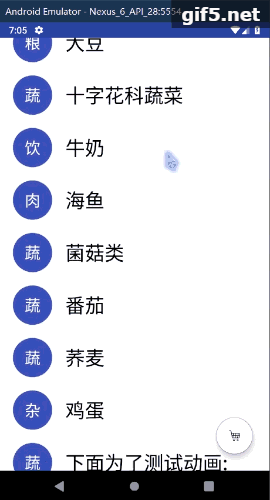 Android Emulator - Nexus_6_API_28:5554
gif5.net
7:05
粮 大豆
蔬 十字花科蔬菜
饮 牛奶
肉 海鱼
蔬 菌菇类
蔬 番茄
蔬 荞麦
杂 鸡蛋
蔬 下面为了测试动画: